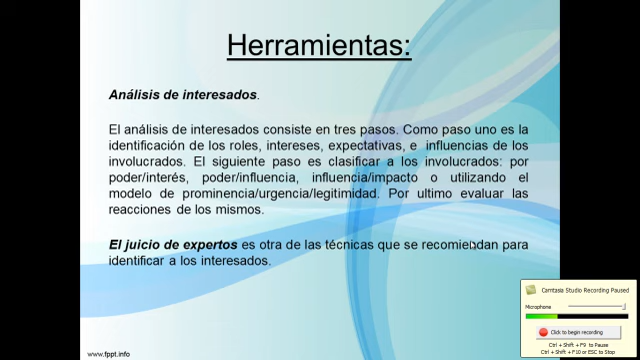 Herramientas:
Análisis de interesados.
El análisis de interesados consiste en tres pasos. Como paso uno es la
identificación de los roles, intereses, expectativas, e influencias de los
involucrados. El siguiente paso es clasificar a los involucrados: por
poder/interés, poder/influencia, influencia/impacto o utilizando el
modelo de prominencia/urgencia/legitimidad. Por ultimo evaluar las
reacciones de los mismos.
El juicio de expertos es otra de las técnicas que se recomiendan para
identificar a los interesados.
www.fppt.info
Camtasia Studio Recording Paused
Microphone
Click to begin recording
Ctrl + Shift + F9 to Pause
Ctrl + Shift + F10 or ESC to Stop